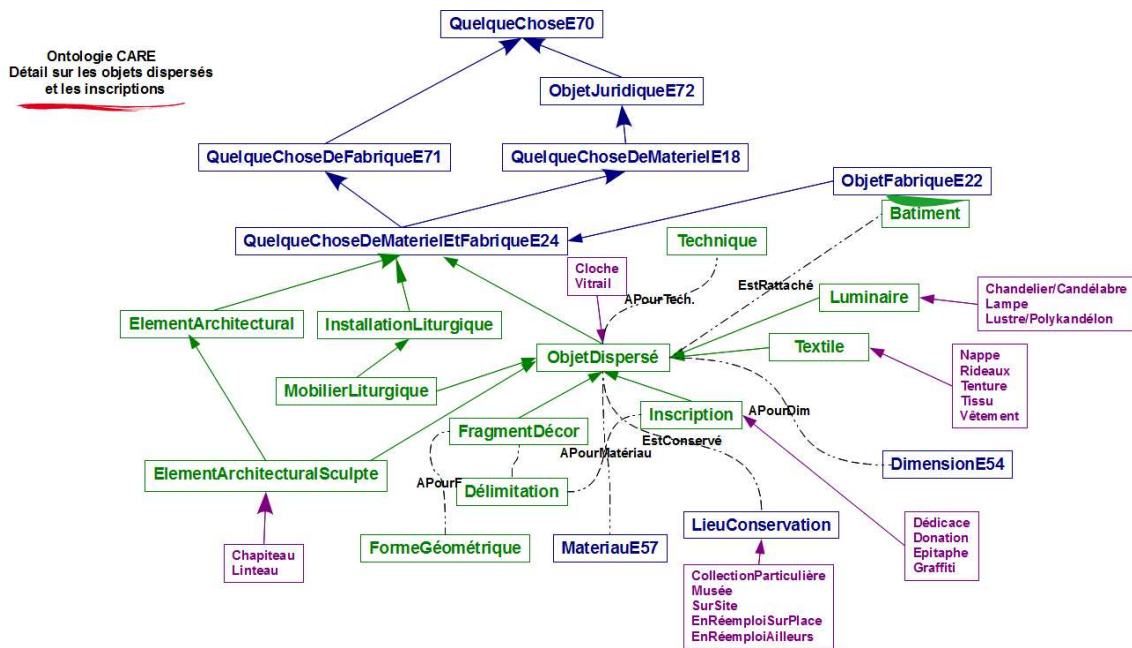 QuelqueChoseE70
Ontologie CARE
Détail sur les objets dispersés
et les inscriptions
ObjetJuridiqueE72
QuelqueChoseDeFabriqueE71
QuelqueChoseDeMaterielE18
ObjetFabriqueE22
Batiment
QuelqueChoseDeMaterielEtFabriqueE24
Technique
Cloche
Vitrail
APourTech.
EstRattaché
Luminaire
Chandelier/Candélabre
Lampe
Lustre/Polykandélon
ElementArchitectural
InstallationLiturgique
ObjetDispersé
Textile
Nappe
Rideaux
Tenture
Tissu
Vêtement
MobilierLiturgique
Inscription
APourDim
FragmentDécor
EstConservé
APourMatériau
DimensionE54
ElementArchitecturalSculpte
APourF
Délimitation
LieuConservation
Dédicace
Donation
Epitaphe
Graffiti
Chapiteau
Linteau
FormeGéométrique
MateriauE57
CollectionParticulière
Musée
SurSite
EnRéemploiSurPlace
EnRéemploiAilleurs